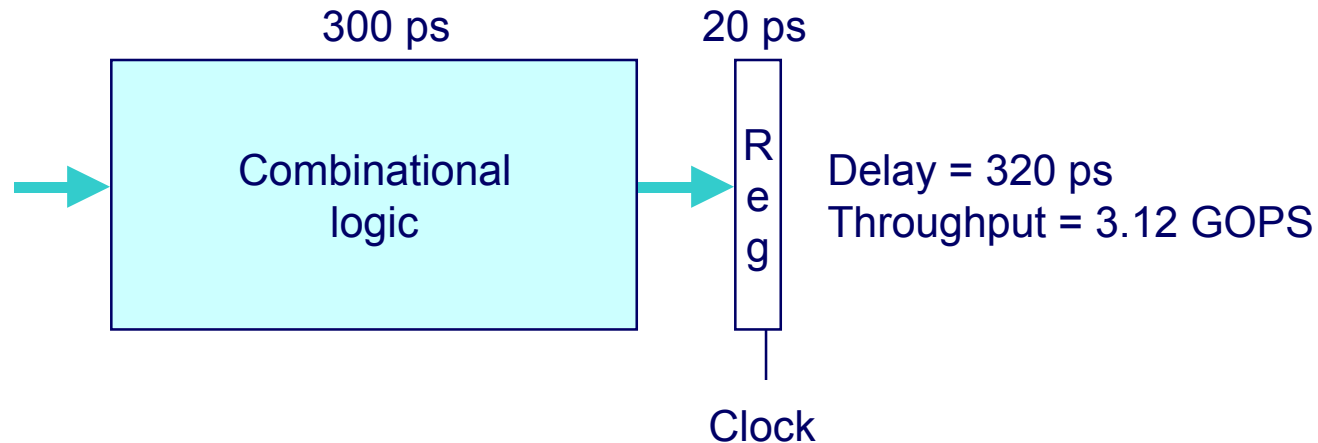 300 ps
20 ps
Combinational
logic
R
e
g
Delay = 320 ps
Throughput = 3.12 GOPS
Clock